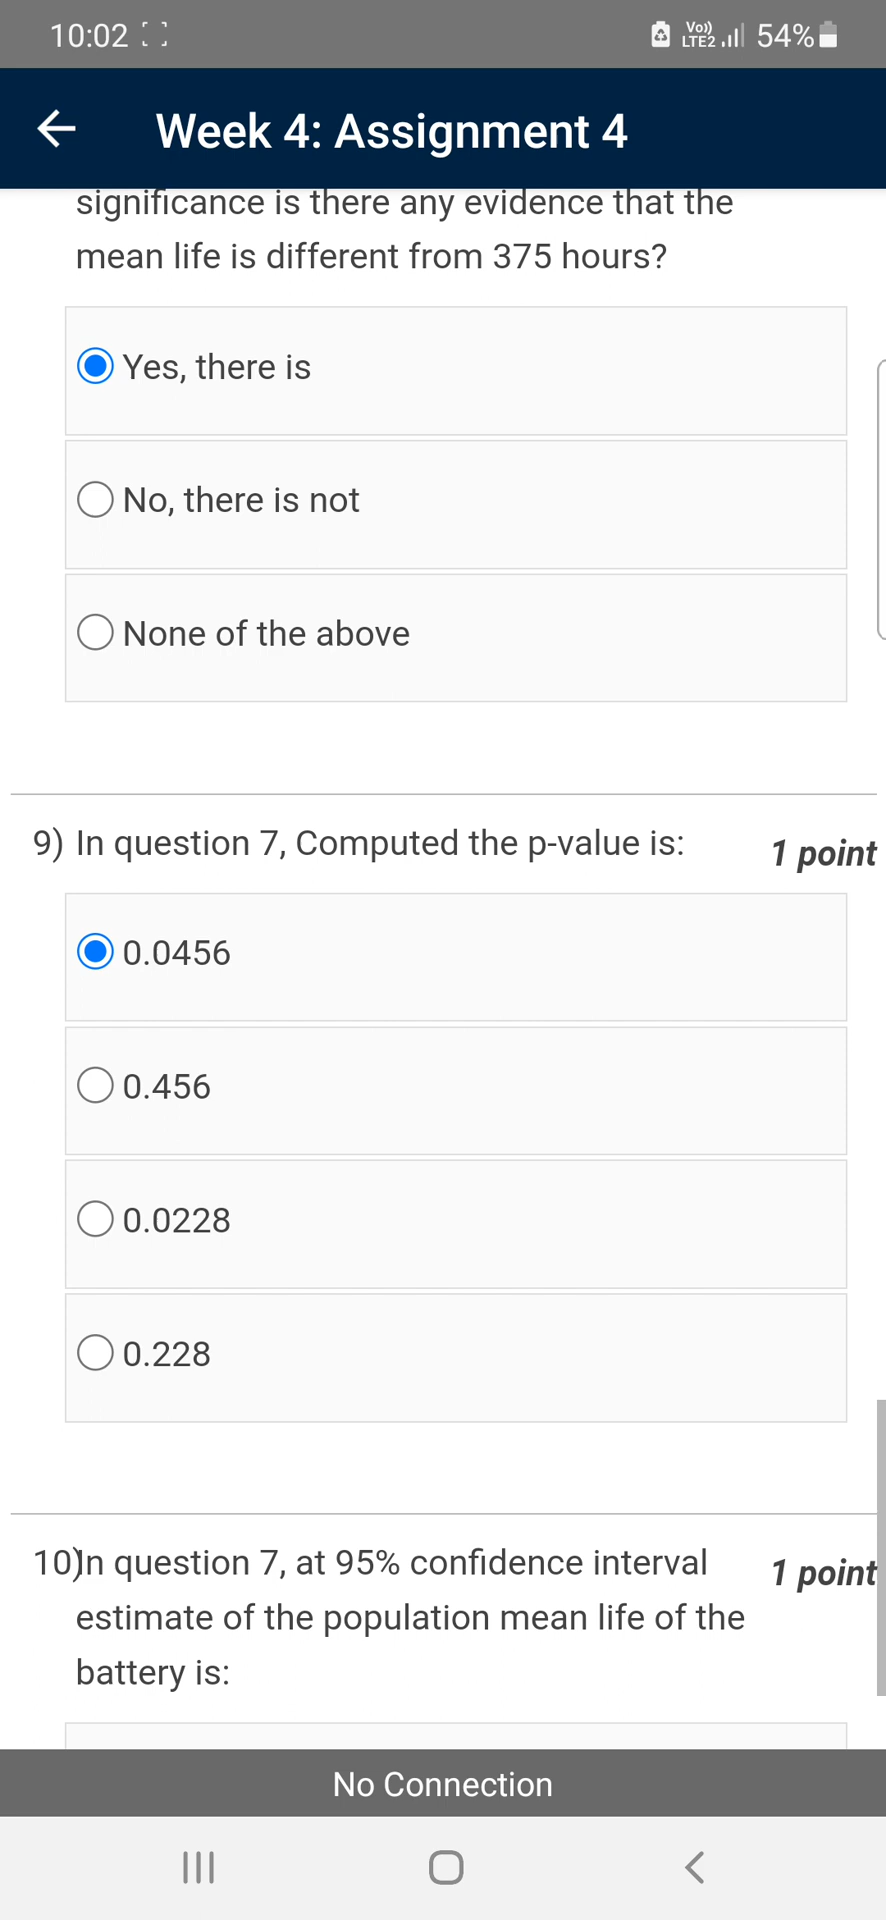 10:02
Vo)) LTE2 54%
Week 4: Assignment 4
significance is there any evidence that the
mean life is different from 375 hours?
Yes, there is
No, there is not
None of the above
9) In question 7, Computed the p-value is:
1 point
0.0456
0.456
0.0228
0.228
10)In question 7, at 95% confidence interval
1 point
estimate of the population mean life of the
battery is:
No Connection